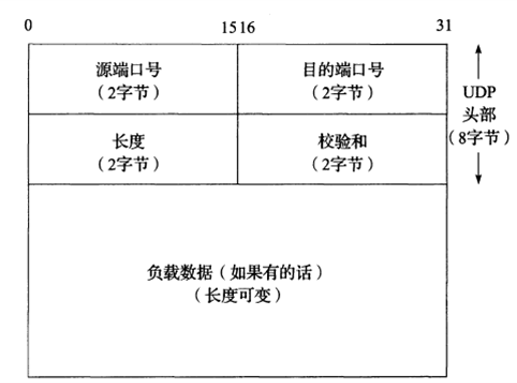 0 15 16 31
源端口号 目的端口号
(2字节) (2字节)
UDP
头部
(8字节)
长度 校验和
(2字节) (2字节)
负载数据(如果有的话)
(长度可变)